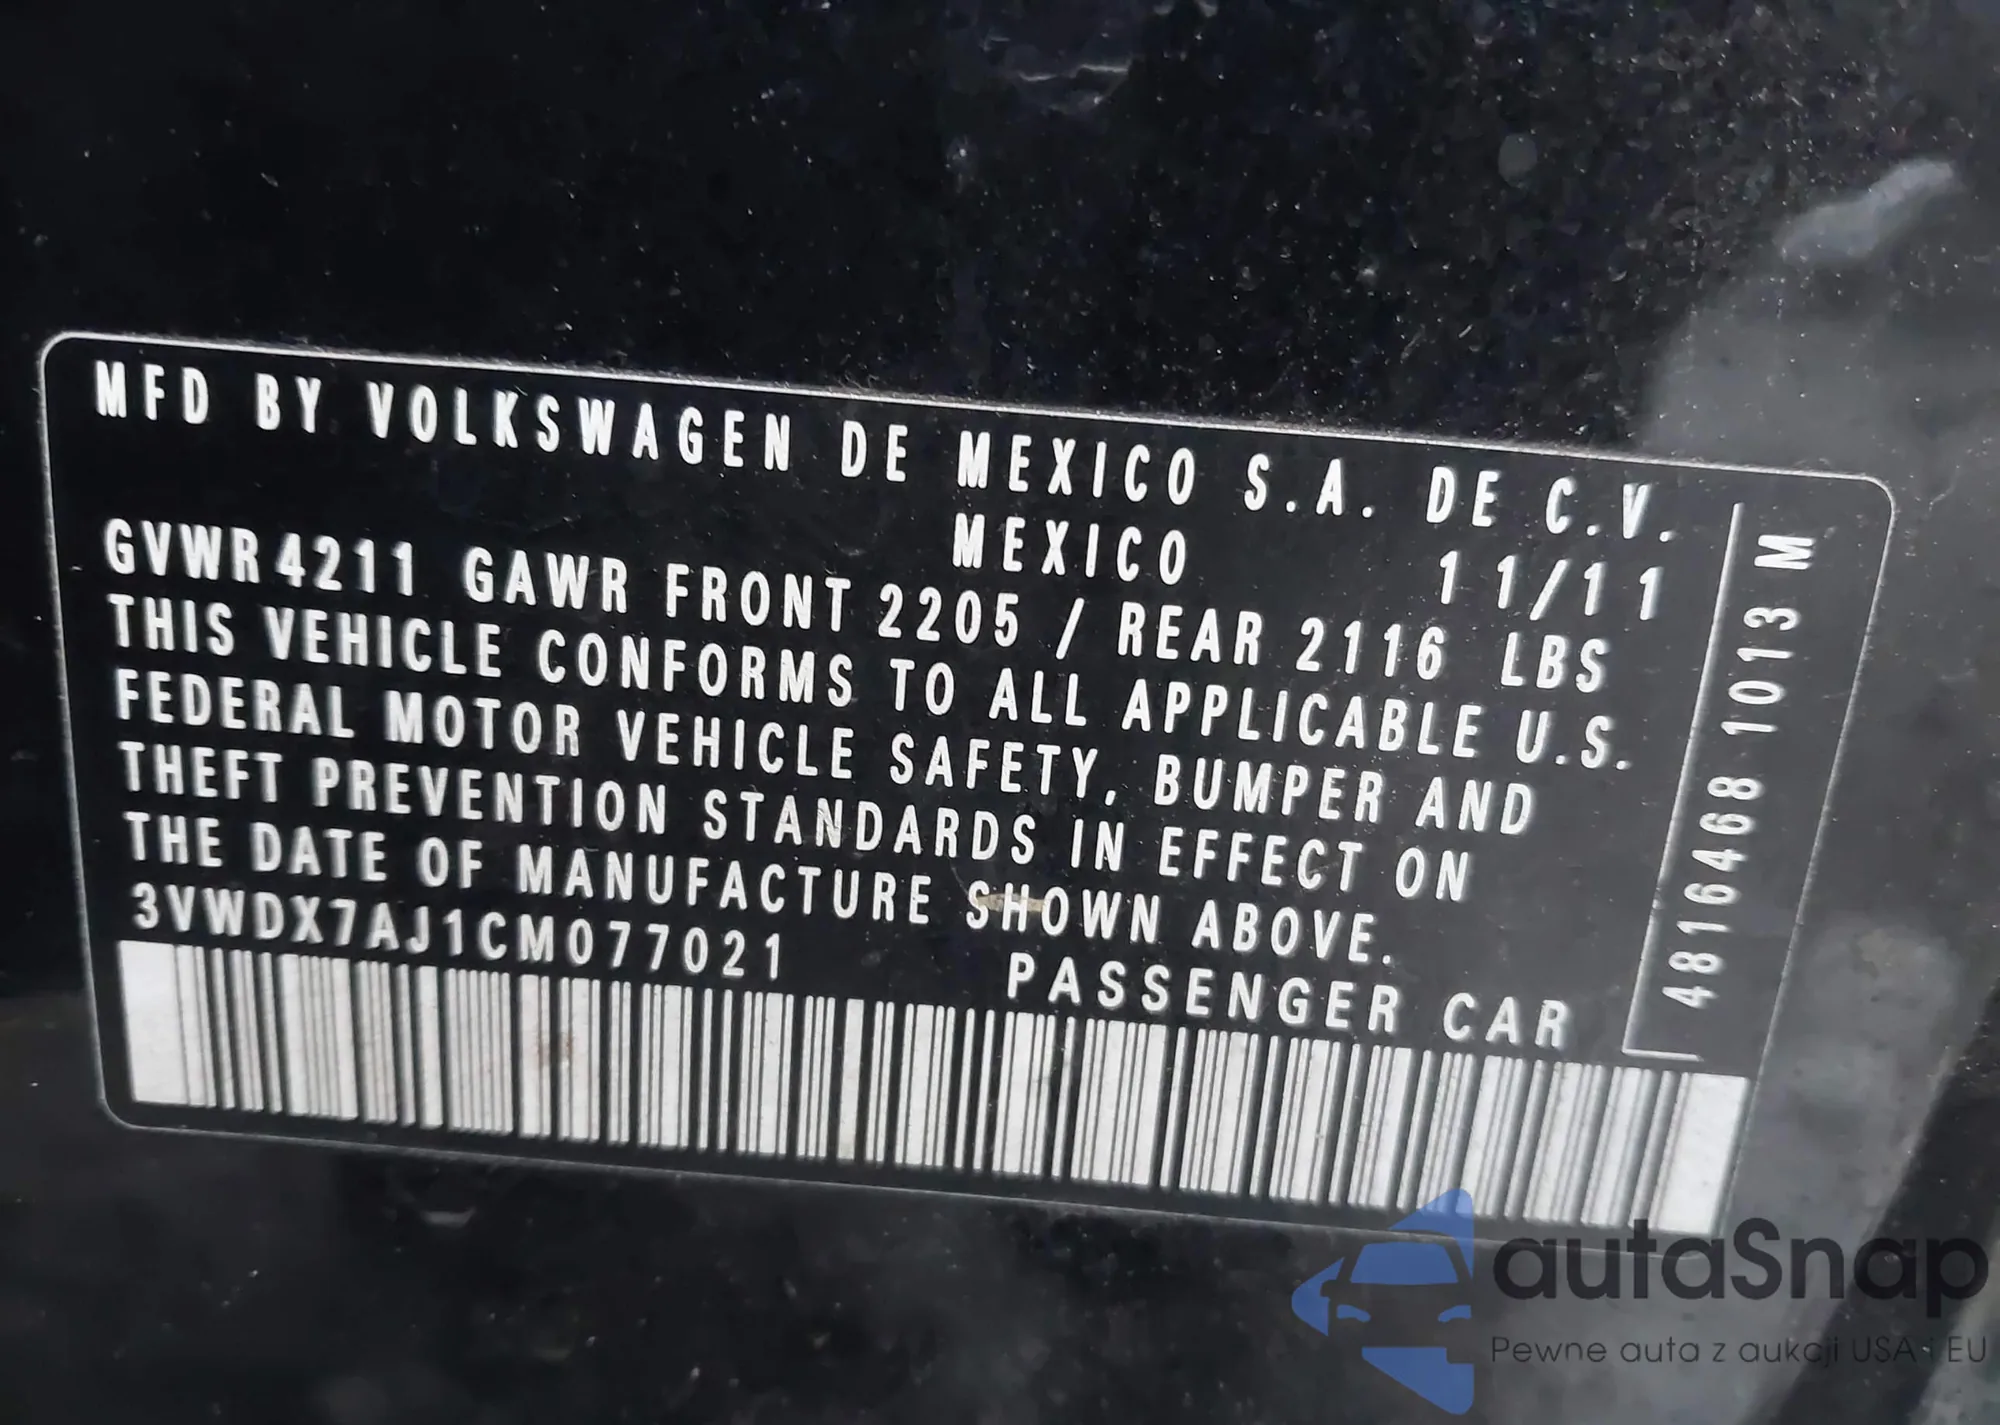 MFD BY VOLKSWAGEN DE MEXICO S.A. DE C.V.
MEXICO 11/11
GVWR 4211 GAWR FRONT 2205 / REAR 2116 LBS
THIS VEHICLE CONFORMS TO ALL APPLICABLE U.S.
FEDERAL MOTOR VEHICLE SAFETY, BUMPER AND
THEFT PREVENTION STANDARDS IN EFFECT ON
THE DATE OF MANUFACTURE SHOWN ABOVE.
3VWDX7AJ1CM077021 PASSENGER CAR
4816468 1013 M
autaSnap
Pewne auta z aukcji USA i EU